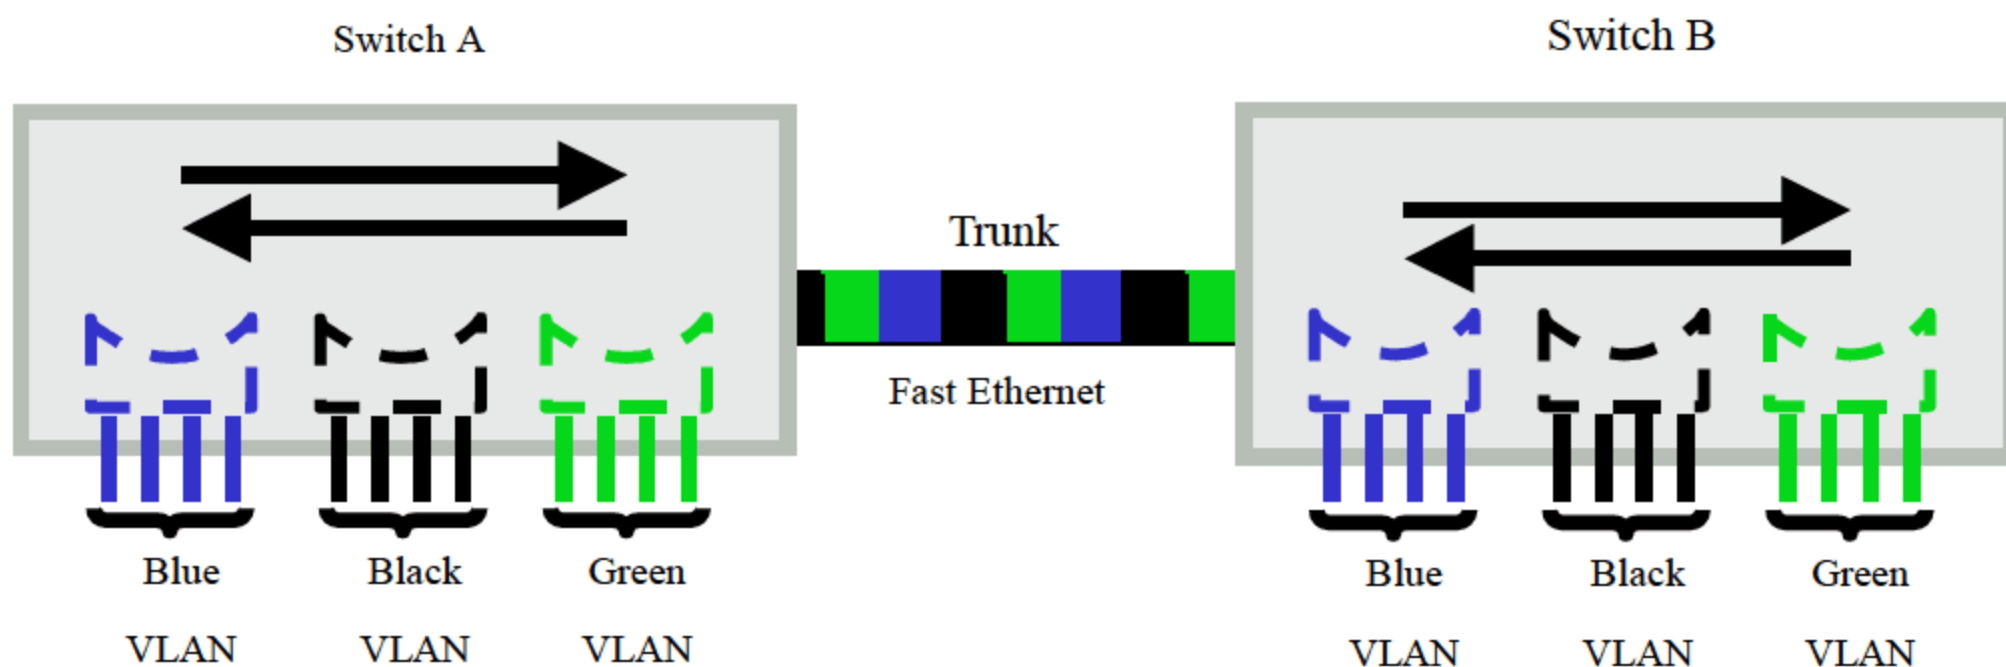 Switch A
Switch B
Trunk
Fast Ethernet
Blue
VLAN
Black
VLAN
Green
VLAN
Blue
VLAN
Black
VLAN
Green
VLAN